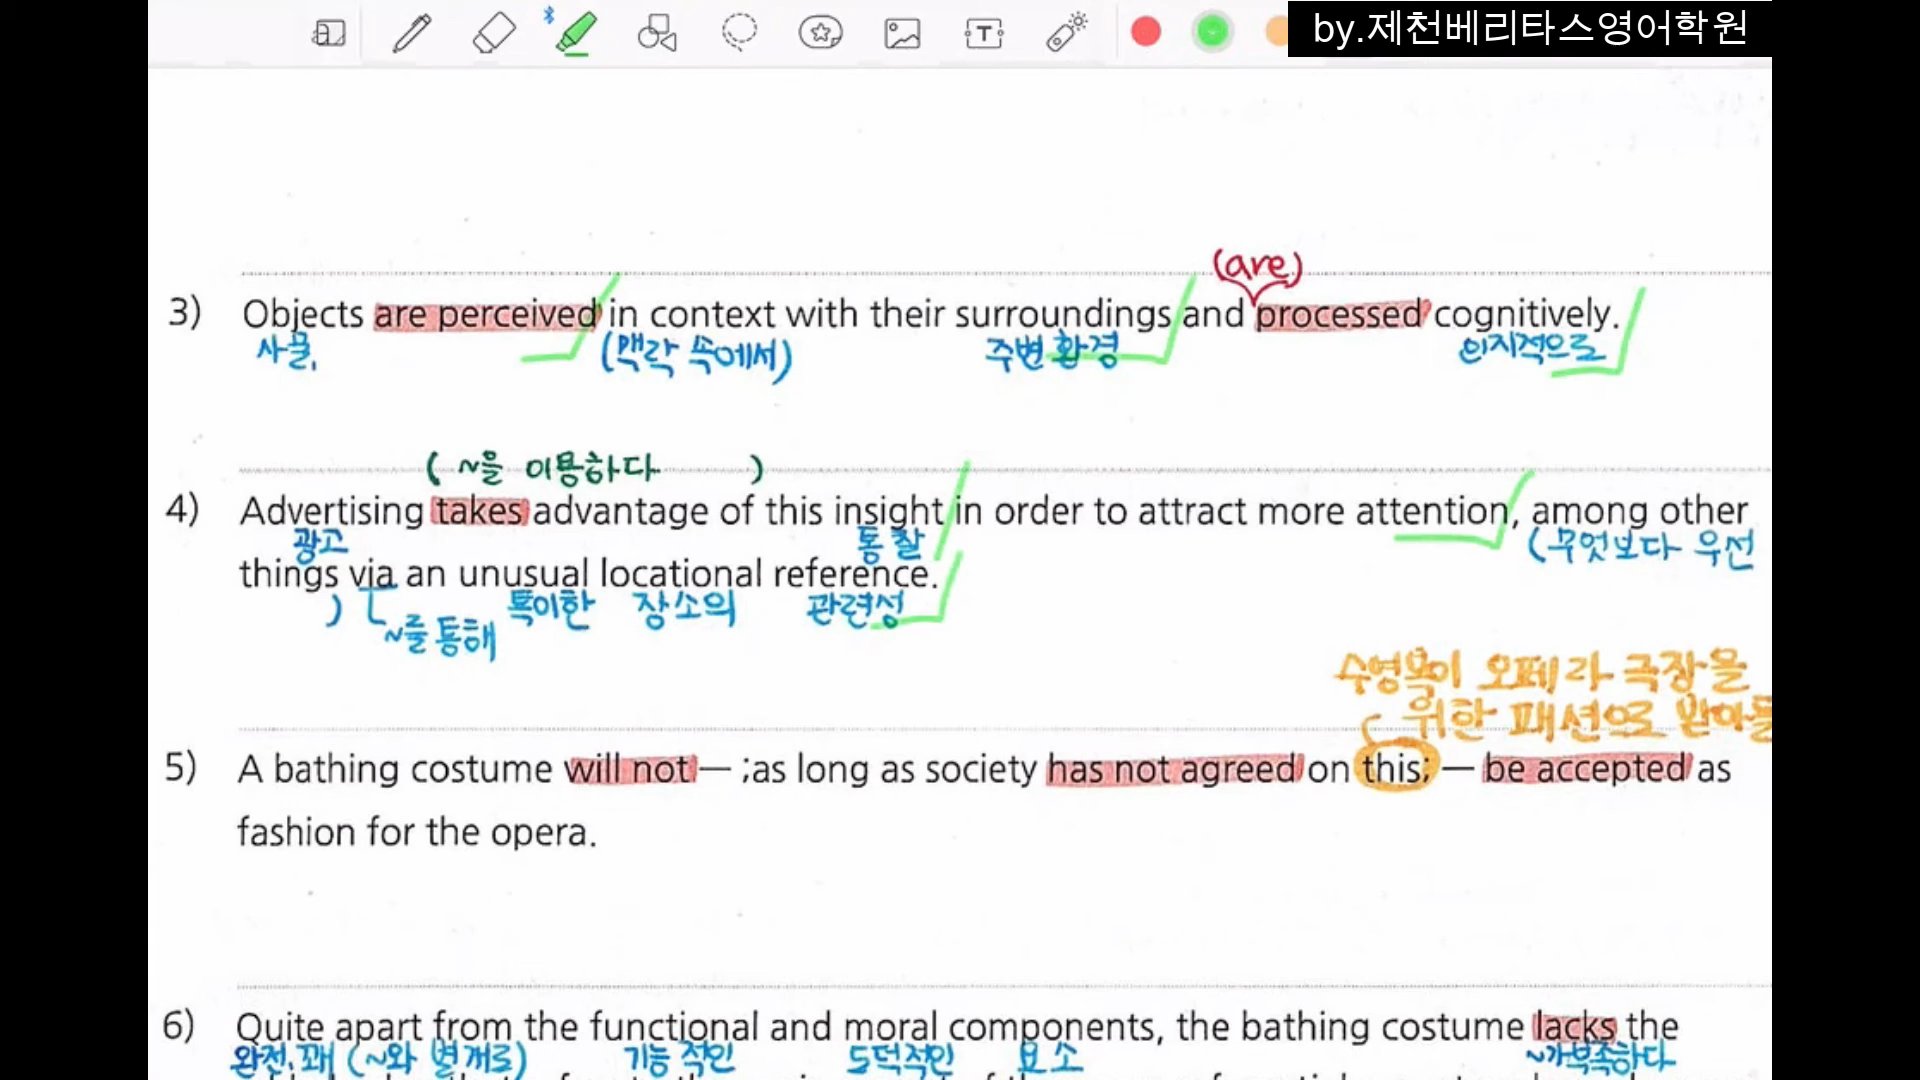 by.제천베리타스영어학원
(are)
3) Objects are perceived in context with their surroundings and processed cognitively.
사물, (맥락 속에서) 주변 환경 인지적으로
( ~을 이용하다 )
4) Advertising takes advantage of this insight in order to attract more attention, among other
광고 통찰 (무엇보다 우선
things via an unusual locational reference.
) ~를 통해 특이한 장소의 관련성
수영복이 오페라 극장을
위한 패션으로
5) A bathing costume will not — ;as long as society has not agreed on this; — be accepted as
fashion for the opera.
6) Quite apart from the functional and moral components, the bathing costume lacks the
완전, 꽤 (~와 별개로) 기능적인 도덕적인 요소 ~가 부족하다